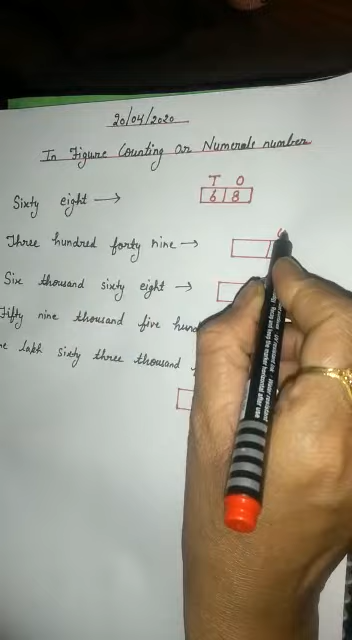 20/04/2020
In Figure Counting or Numerals number
T O
Sixty eight → 6 8
Three hundred forty nine →
Six thousand sixty eight →
Fifty nine thousand five
lakh sixty three thousand